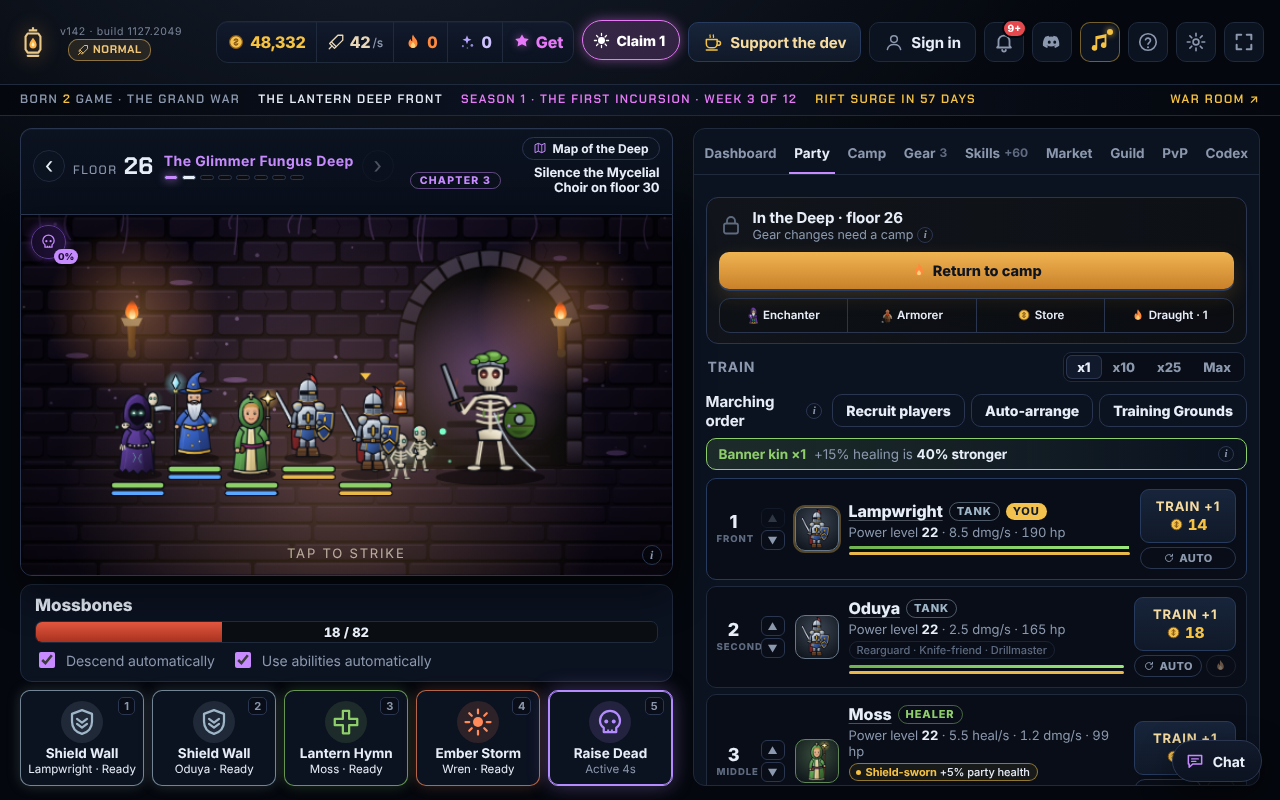 v142 · build 1127.2049
NORMAL
48,332
42 /s
0
0
Get
Claim 1
Support the dev
Sign in
9+
BORN 2 GAME · THE GRAND WAR
THE LANTERN DEEP FRONT
SEASON 1 · THE FIRST INCURSION · WEEK 3 OF 12
RIFT SURGE IN 57 DAYS
WAR ROOM ↗
FLOOR 26
The Glimmer Fungus Deep
CHAPTER 3
Map of the Deep
Silence the Mycelial
Choir on floor 30
0%
TAP TO STRIKE
i
Mossbones
18 / 82
Descend automatically
Use abilities automatically
1
Shield Wall
Lampwright · Ready
2
Shield Wall
Oduya · Ready
3
Lantern Hymn
Moss · Ready
4
Ember Storm
Wren · Ready
5
Raise Dead
Active 4s
Dashboard
Party
Camp
Gear 3
Skills +60
Market
Guild
PvP
Codex
In the Deep · floor 26
Gear changes need a camp i
Return to camp
Enchanter
Armorer
Store
Draught · 1
TRAIN
x1
x10
x25
Max
Marching
order
i
Recruit players
Auto-arrange
Training Grounds
Banner kin ×1 +15% healing is 40% stronger
i
1
FRONT
Lampwright TANK YOU
Power level 22 · 8.5 dmg/s · 190 hp
TRAIN +1
14
AUTO
2
SECOND
Oduya TANK
Power level 22 · 2.5 dmg/s · 165 hp
Rearguard · Knife-friend · Drillmaster
TRAIN +1
18
AUTO
3
MIDDLE
Moss HEALER
Power level 22 · 5.5 heal/s · 1.2 dmg/s · 99
hp
Shield-sworn +5% party health
TRAIN +1
Chat